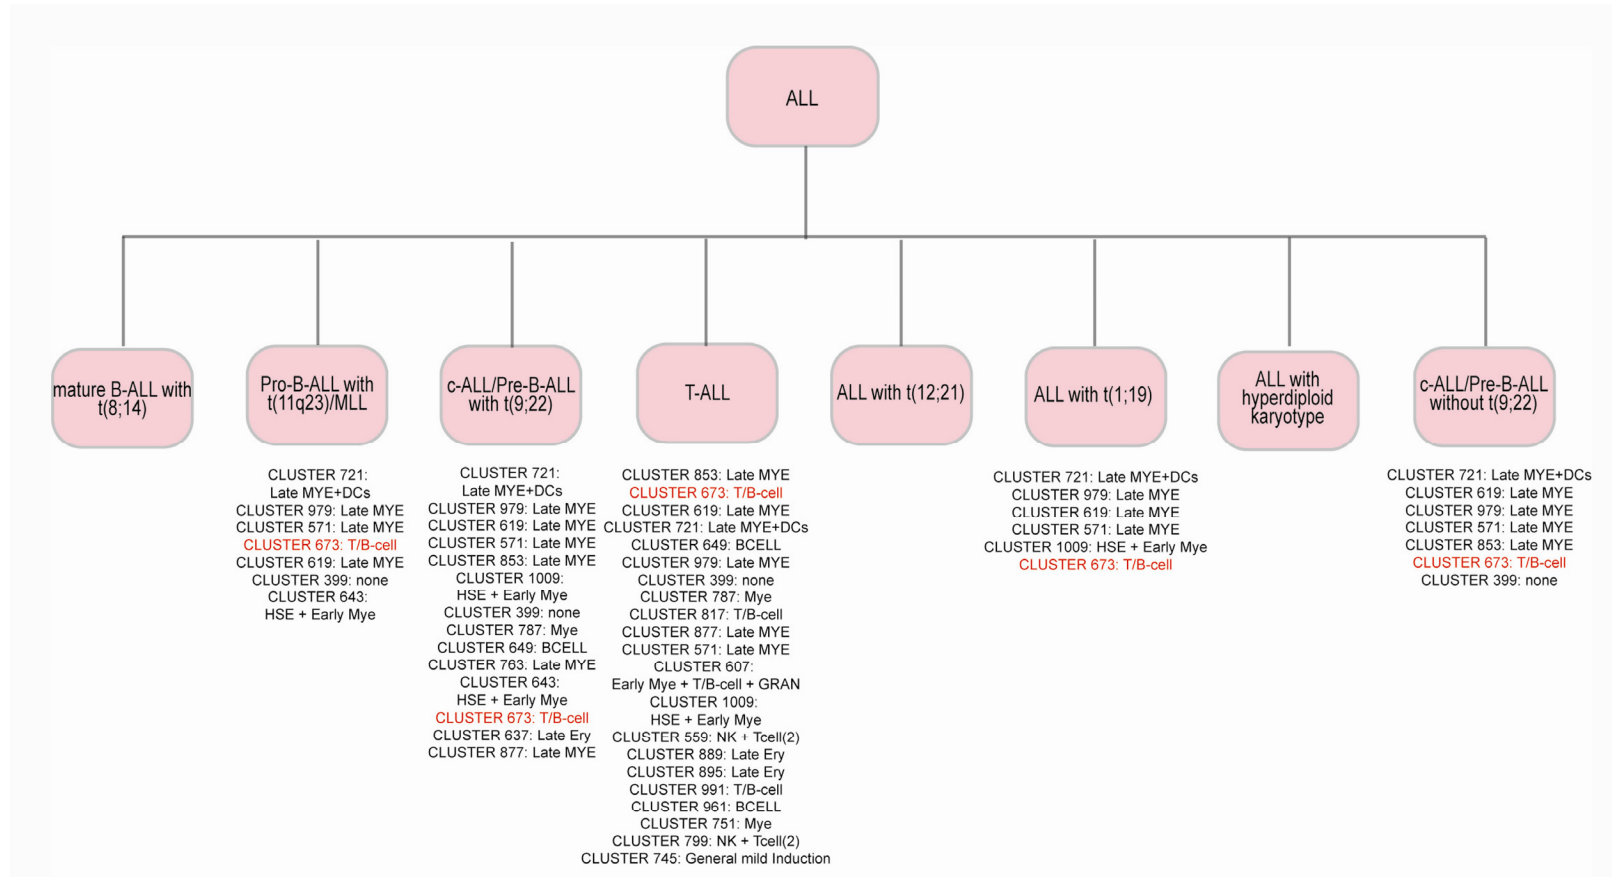 ALL
mature B-ALL with
t(8;14)
Pro-B-ALL with
t(11q23)/MLL
c-ALL/Pre-B-ALL
with t(9;22)
T-ALL
ALL with t(12;21)
ALL with t(1;19)
ALL with
hyperdiploid
karyotype
c-ALL/Pre-B-ALL
without t(9;22)
CLUSTER 721:
Late MYE+DCs
CLUSTER 979: Late MYE
CLUSTER 571: Late MYE
CLUSTER 673: T/B-cell
CLUSTER 619: Late MYE
CLUSTER 399: none
CLUSTER 643:
HSE + Early Mye
CLUSTER 721:
Late MYE+DCs
CLUSTER 979: Late MYE
CLUSTER 619: Late MYE
CLUSTER 571: Late MYE
CLUSTER 853: Late MYE
CLUSTER 1009:
HSE + Early Mye
CLUSTER 399: none
CLUSTER 787: Mye
CLUSTER 649: BCELL
CLUSTER 763: Late MYE
CLUSTER 643:
HSE + Early Mye
CLUSTER 673: T/B-cell
CLUSTER 637: Late Ery
CLUSTER 877: Late MYE
CLUSTER 853: Late MYE
CLUSTER 673: T/B-cell
CLUSTER 619: Late MYE
CLUSTER 721: Late MYE+DCs
CLUSTER 649: BCELL
CLUSTER 979: Late MYE
CLUSTER 399: none
CLUSTER 787: Mye
CLUSTER 817: T/B-cell
CLUSTER 877: Late MYE
CLUSTER 571: Late MYE
CLUSTER 607:
Early Mye + T/B-cell + GRAN
CLUSTER 1009:
HSE + Early Mye
CLUSTER 559: NK + Tcell(2)
CLUSTER 889: Late Ery
CLUSTER 895: Late Ery
CLUSTER 991: T/B-cell
CLUSTER 961: BCELL
CLUSTER 751: Mye
CLUSTER 799: NK + Tcell(2)
CLUSTER 745: General mild Induction
CLUSTER 721: Late MYE+DCs
CLUSTER 979: Late MYE
CLUSTER 619: Late MYE
CLUSTER 571: Late MYE
CLUSTER 1009: HSE + Early Mye
CLUSTER 673: T/B-cell
CLUSTER 721: Late MYE+DCs
CLUSTER 619: Late MYE
CLUSTER 979: Late MYE
CLUSTER 571: Late MYE
CLUSTER 853: Late MYE
CLUSTER 673: T/B-cell
CLUSTER 399: none